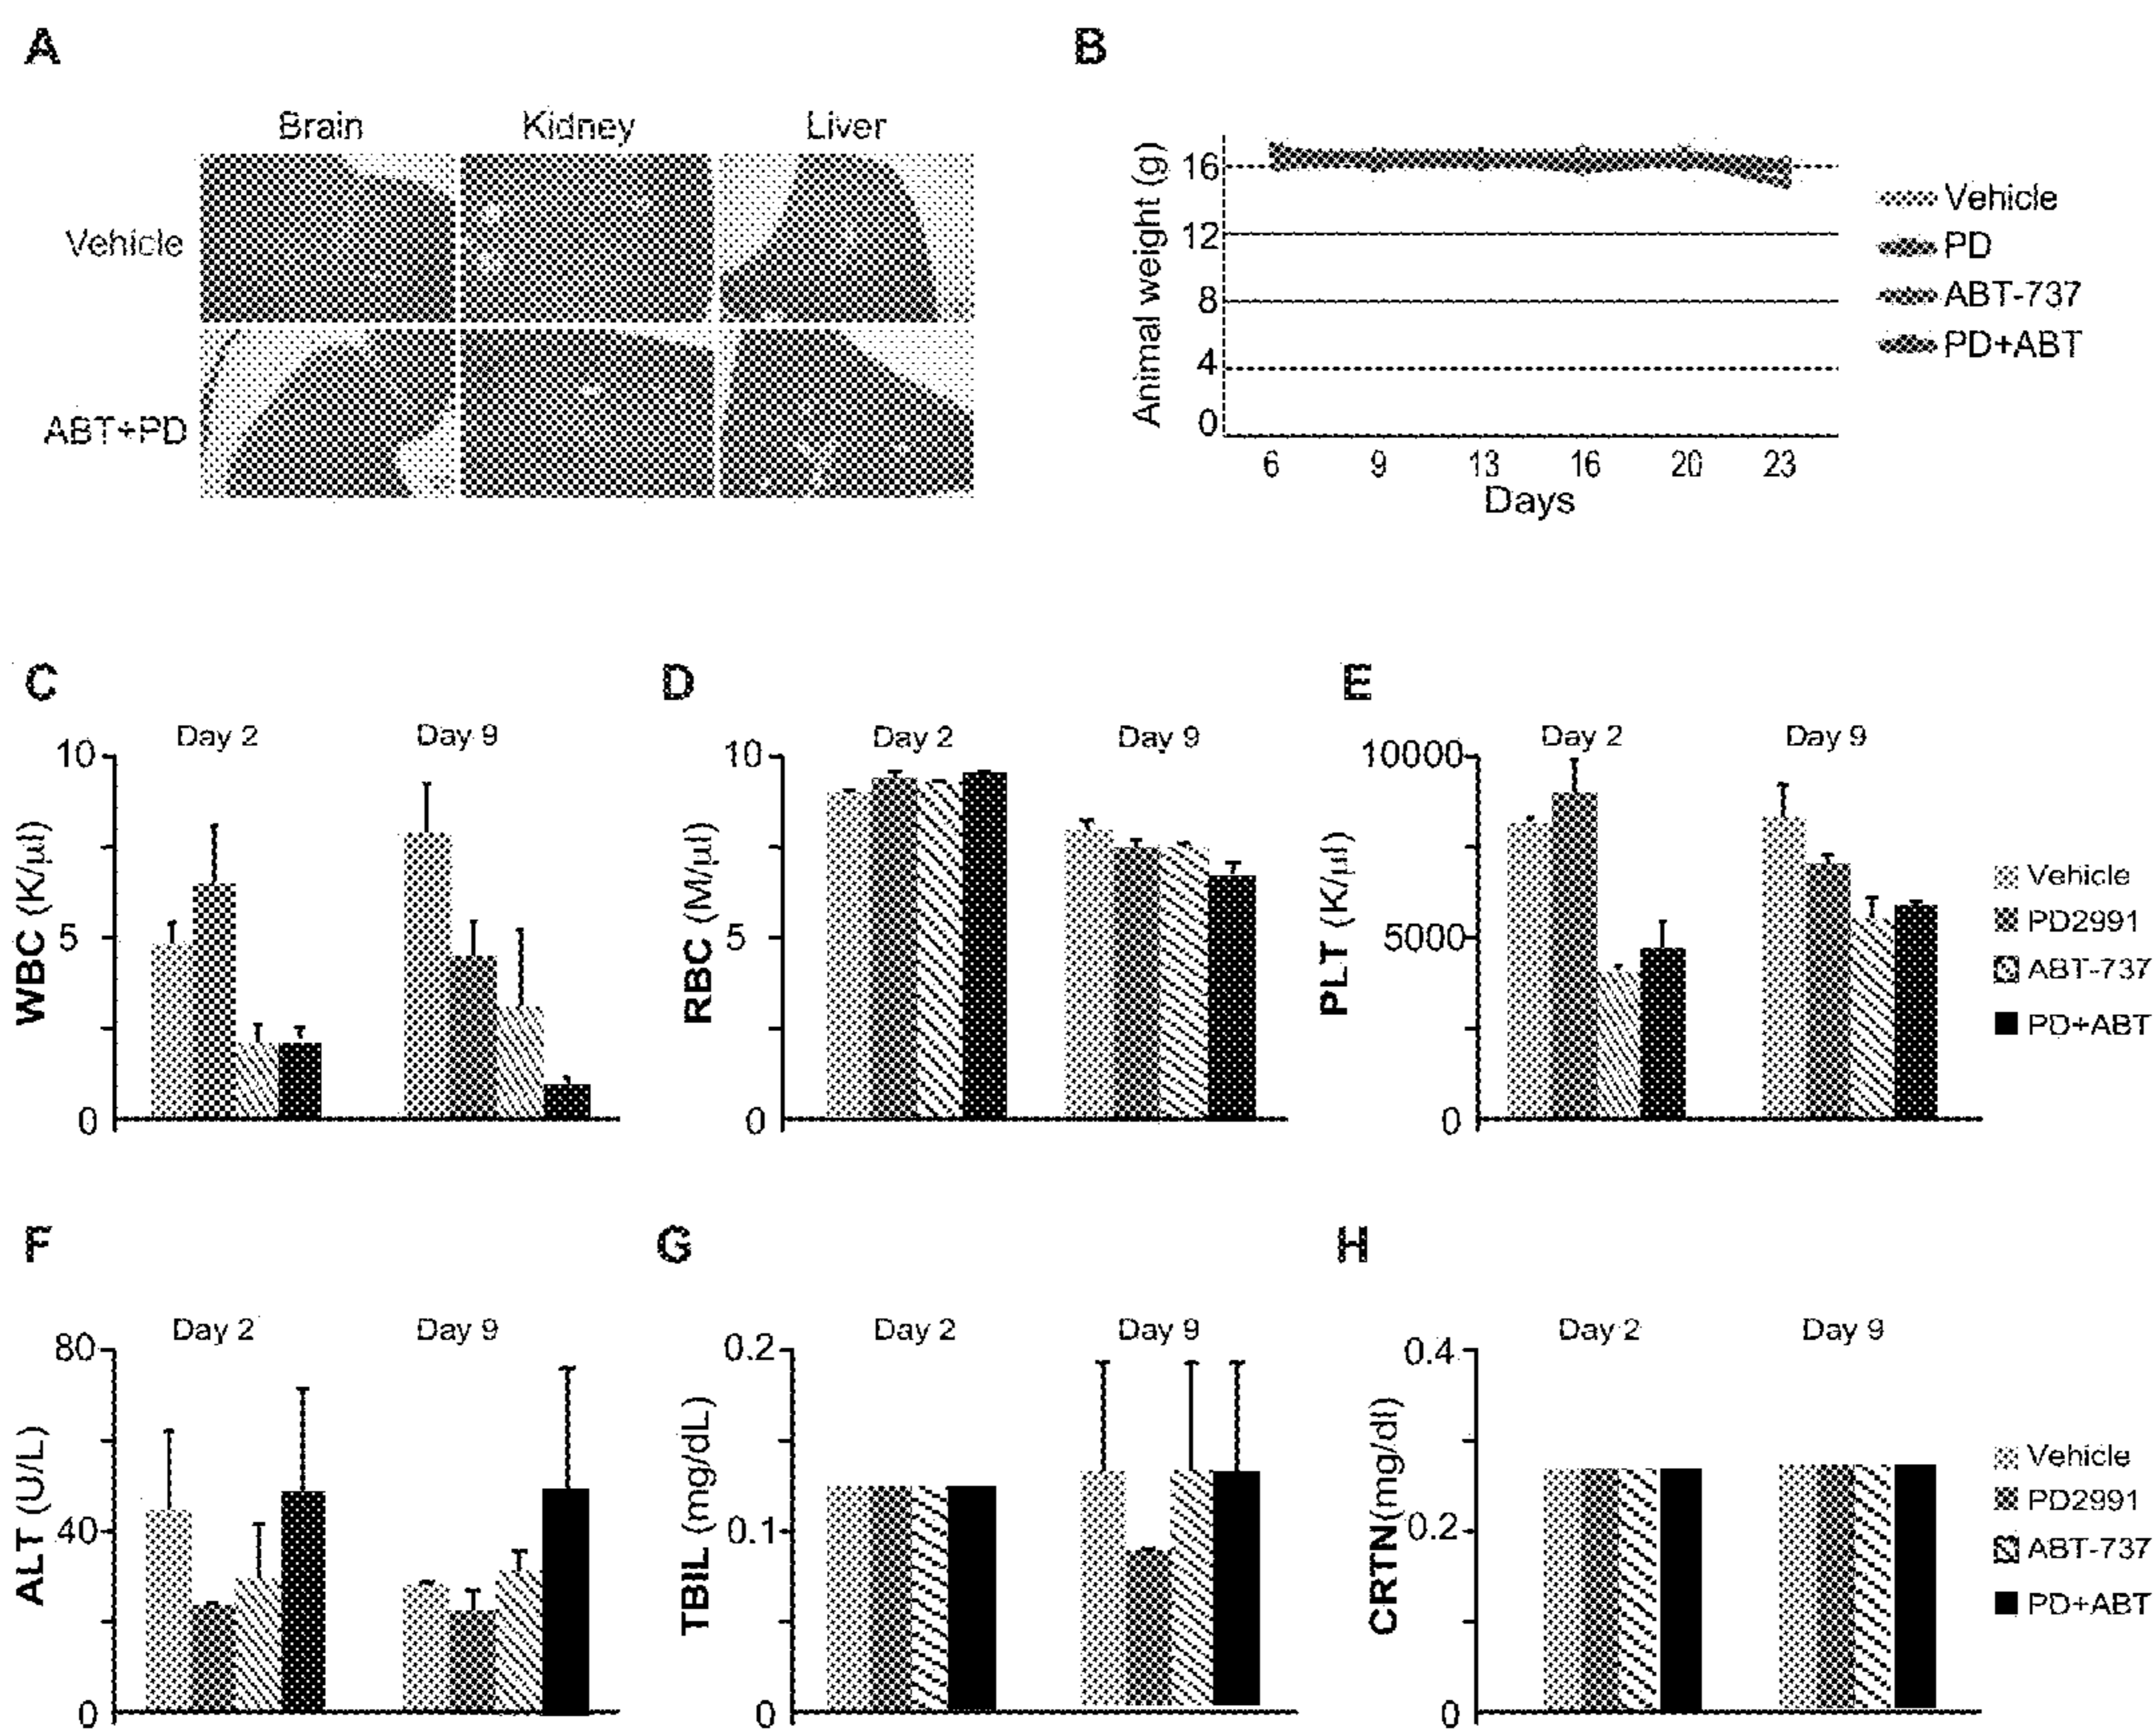 A
Brain Kidney Liver
Vehicle
ABT+PD
B
Animal weight (g)
16
12
8
4
0
6 9 13 16 20 23
Days
Vehicle
PD
ABT-737
PD+ABT
C
Day 2 Day 9
WBC (K/µl)
10
5
0
D
Day 2 Day 9
RBC (M/µl)
10
5
0
E
Day 2 Day 9
PLT (K/µl)
10000
5000
0
Vehicle
PD2991
ABT-737
PD+ABT
F
Day 2 Day 9
ALT (U/L)
80
40
0
G
Day 2 Day 9
TBIL (mg/dL)
0.2
0.1
0
H
Day 2 Day 9
CRTN(mg/dl)
0.4
0.2
0
Vehicle
PD2991
ABT-737
PD+ABT